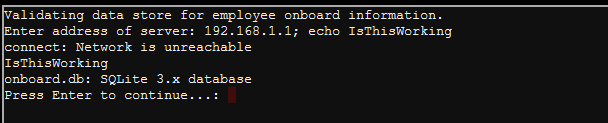 Validating data store for employee onboard information.
Enter address of server: 192.168.1.1; echo IsThisWorking
connect: Network is unreachable
IsThisWorking
onboard.db: SQLite 3.x database
Press Enter to continue...: